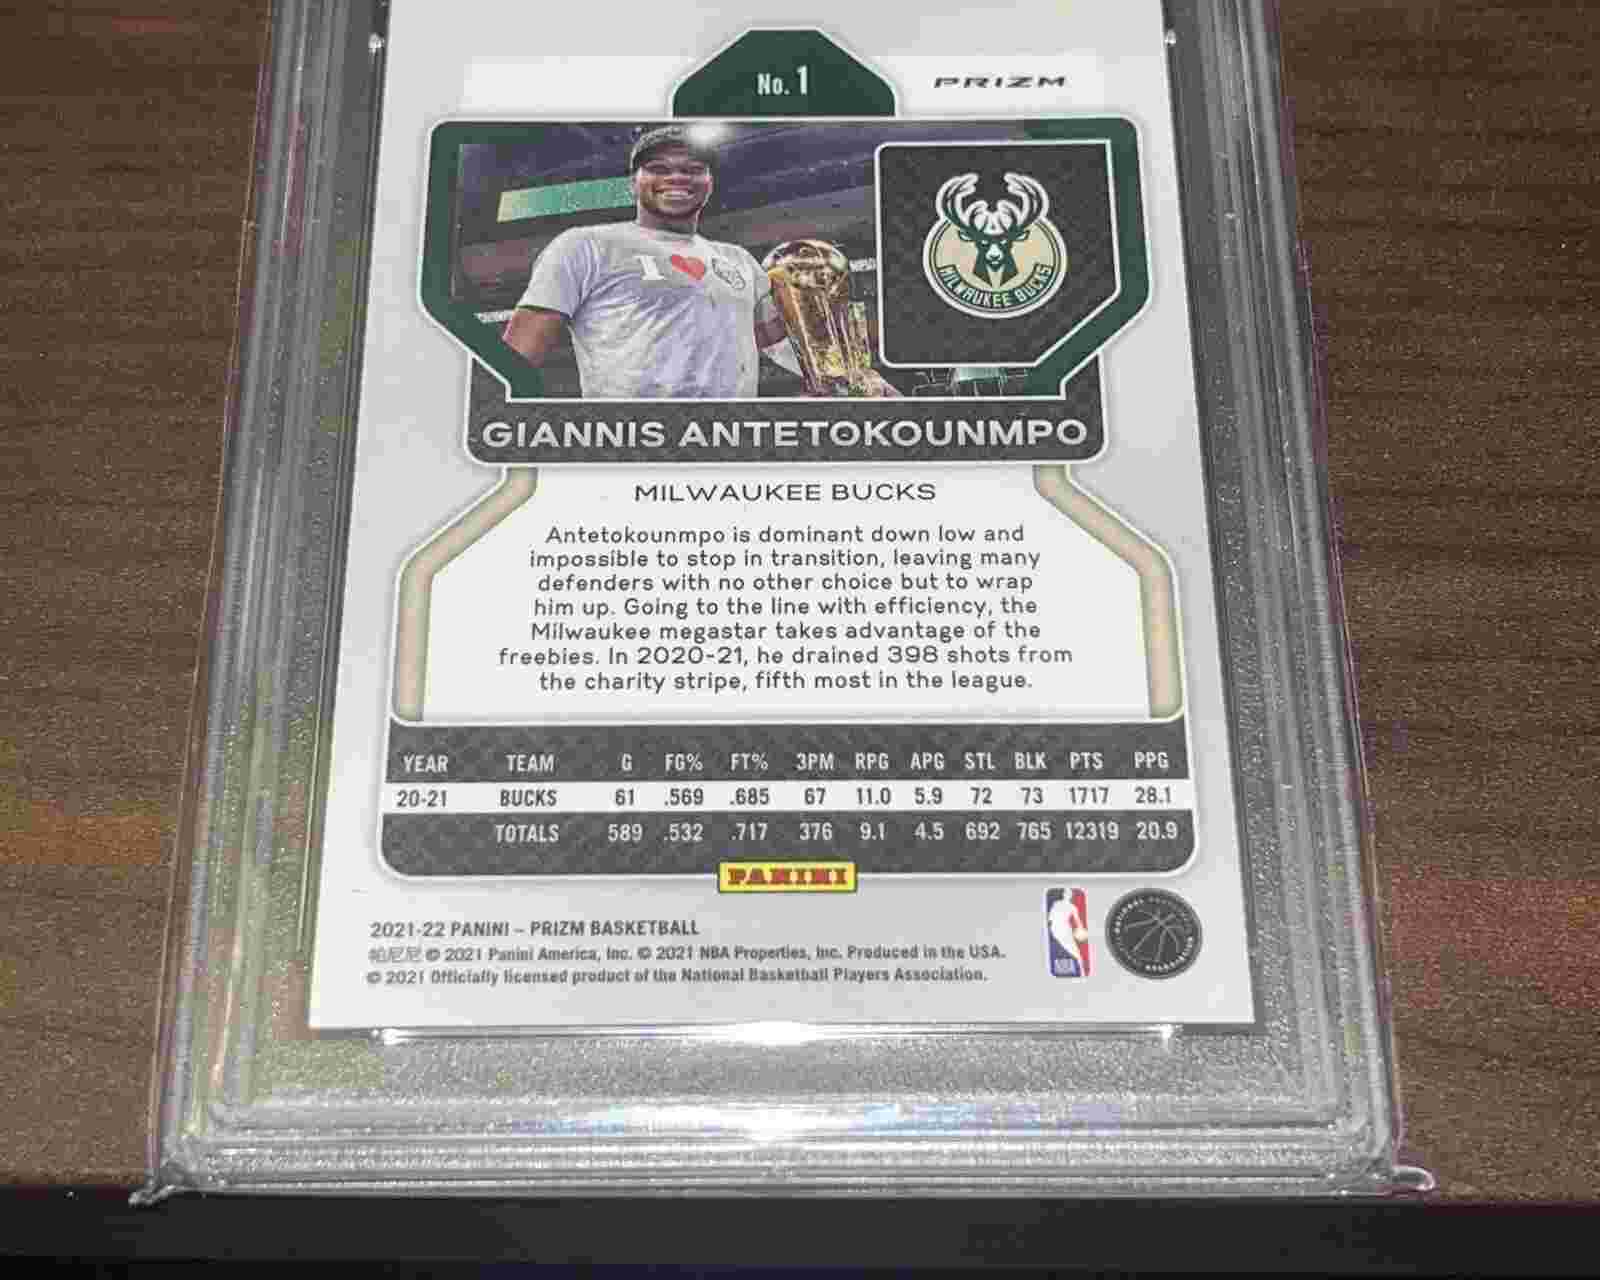 No. 1
PRIZM
I
MILWAUKEE BUCKS
GIANNIS ANTETOKOUNMPO
MILWAUKEE BUCKS
Antetokounmpo is dominant down low and
impossible to stop in transition, leaving many
defenders with no other choice but to wrap
him up. Going to the line with efficiency, the
Milwaukee megastar takes advantage of the
freebies. In 2020-21, he drained 398 shots from
the charity stripe, fifth most in the league.
YEAR TEAM G FG% FT% 3PM RPG APG STL BLK PTS PPG
20-21 BUCKS 61 .569 .685 67 11.0 5.9 72 73 1717 28.1
TOTALS 589 .532 .717 376 9.1 4.5 692 765 12319 20.9
PANINI
2021-22 PANINI – PRIZM BASKETBALL
帕尼尼 © 2021 Panini America, Inc. © 2021 NBA Properties, Inc. Produced in the USA.
© 2021 Officially licensed product of the National Basketball Players Association.
NBA